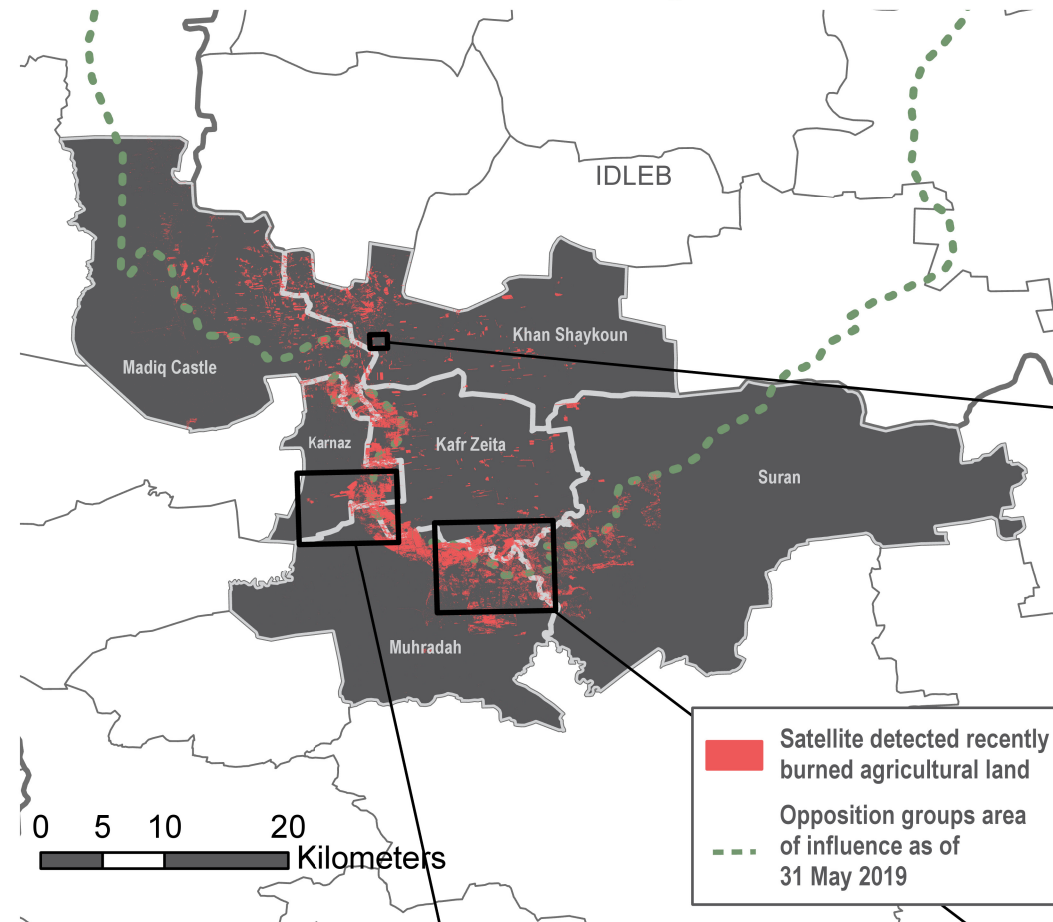 IDLEB
Khan Shaykoun
Madiq Castle
Karnaz
Kafr Zeita
Suran
Muhradah
Satellite detected recently
burned agricultural land
Opposition groups area
of influence as of
31 May 2019
0 5 10 20
Kilometers